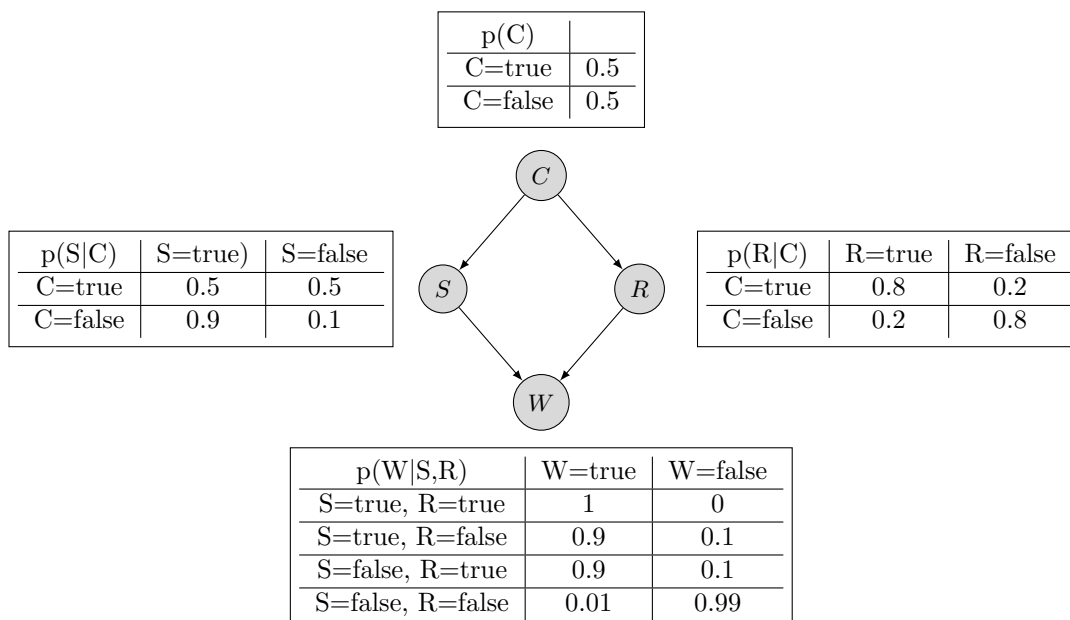 p(C)
C=true 0.5
C=false 0.5
C
p(S|C) S=true) S=false
C=true 0.5 0.5
C=false 0.9 0.1
S
R
p(R|C) R=true R=false
C=true 0.8 0.2
C=false 0.2 0.8
W
p(W|S,R) W=true W=false
S=true, R=true 1 0
S=true, R=false 0.9 0.1
S=false, R=true 0.9 0.1
S=false, R=false 0.01 0.99